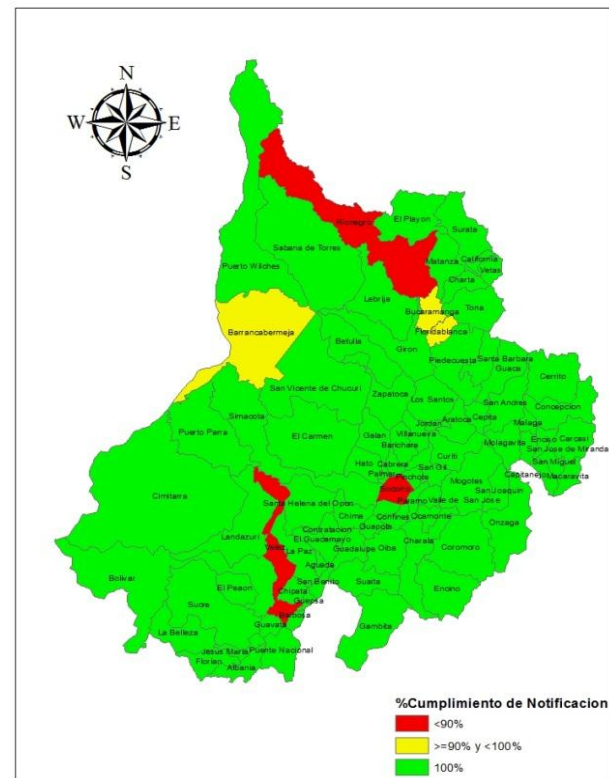 N
W E
S
El Playon
Rionegro
Surata
Sabana de Torres
Matanza California
Vetas
Puerto Wilches
Charta
Lebrija
Bucaramanga Tona
Barrancabermeja
Floridablanca
Betulia
Giron
Piedecuesta Santa Barbara
Guaca
Cerrito
San Vicente de Chucuri
Zapatoca
Los Santos
San Andres
Concepcion
Simacota
Jordan Aratoca Cepita
Malaga
Puerto Parra
El Carmen
Galan Villanueva
Enciso Carcasi
Barichara
Molagavita
San Jose de Miranda
Curiti
Hato Cabrera
San Gil
San Miguel
Palmar Pinchote
Mogotes
Capitanejo Macaravita
Cimitarra
Socorro
San Joaquin
Santa Helena del Opon
Paramo Valle de San Jose
Chima
Confines Ocamonte
Onzaga
Landazuri
Contratacion Guapota
El Guacamayo
Charala
Velez La Paz
Guadalupe Oiba
Coromoro
Aguada
Bolivar
San Benito
Suaita
El Peaon
Chipata
Encino
Sucre
Guepsa
Barbosa
Guavata
Gambita
La Belleza
Jesus Maria Puente Nacional
Florian
Albania
%Cumplimiento de Notificacion
<90%
>=90% y <100%
100%